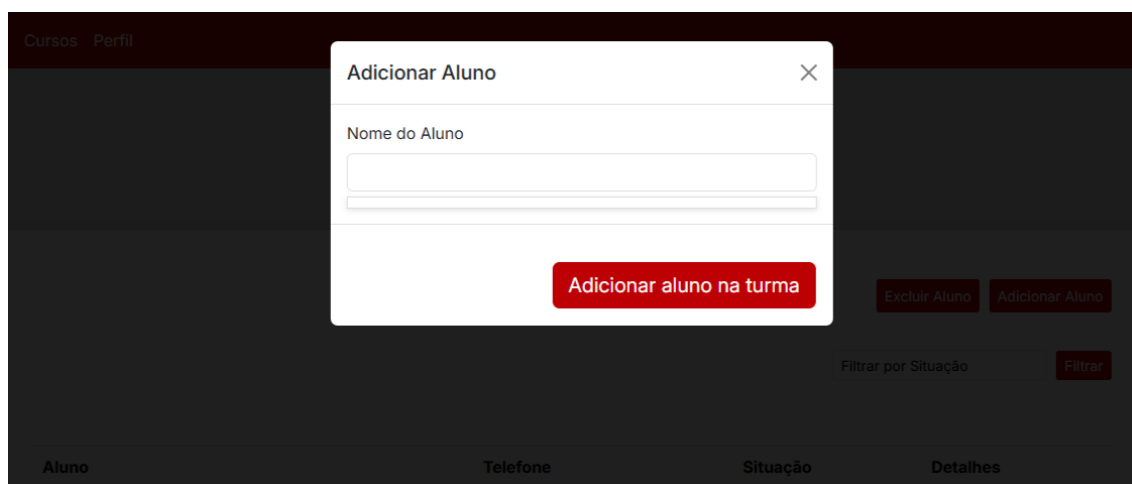 Cursos Perfil
Adicionar Aluno
Nome do Aluno
Adicionar aluno na turma
Excluir Aluno Adicionar Aluno
Filtrar por Situação Filtrar
Aluno Telefone Situação Detalhes